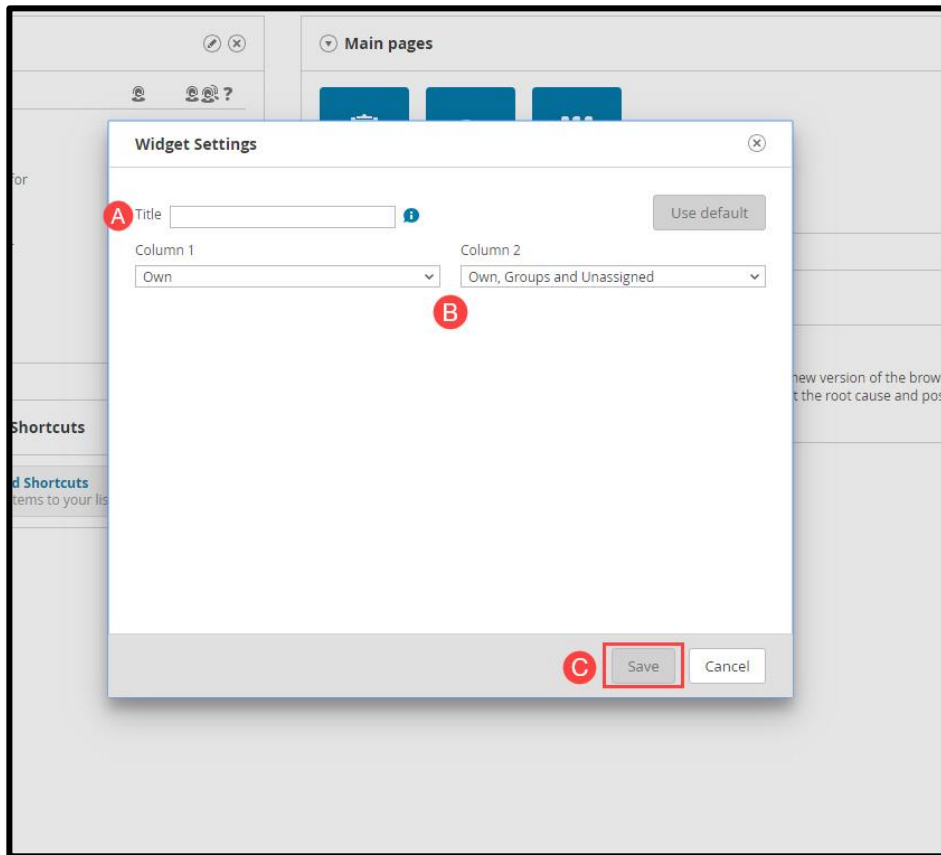 Main pages
?
Widget Settings
for
A Title
Use default
Column 1 Column 2
Own Own, Groups and Unassigned
B
new version of the brow
t the root cause and pos
Shortcuts
d Shortcuts
tems to your lis
C Save Cancel